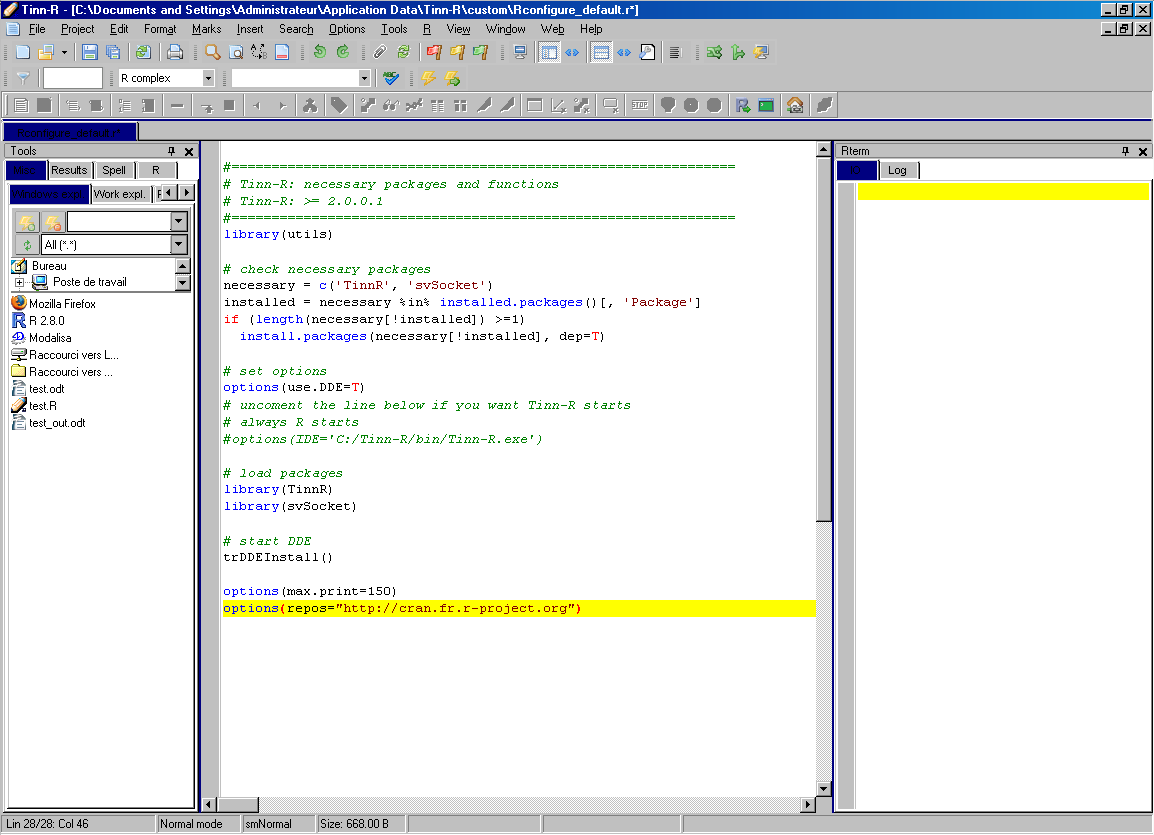 Tinn-R - [C:\Documents and Settings\Administrateur\Application Data\Tinn-R\custom\Rconfigure_default.r*]
File Project Edit Format Marks Insert Search Options Tools R View Window Web Help
R complex
ABC
STOP
Rconfigure_default.r*
Tools
Misc Results Spell R
Windows expl. Work expl.
All (*.*)
Bureau
Poste de travail
Mozilla Firefox
R 2.8.0
Modalisa
Raccourci vers L...
Raccourci vers ...
test.odt
test.R
test_out.odt
#===============================================================
# Tinn-R: necessary packages and functions
# Tinn-R: >= 2.0.0.1
#===============================================================
library(utils)
# check necessary packages
necessary = c('TinnR', 'svSocket')
installed = necessary %in% installed.packages()[, 'Package']
if (length(necessary[!installed]) >=1)
install.packages(necessary[!installed], dep=T)
# set options
options(use.DDE=T)
# uncoment the line below if you want Tinn-R starts
# always R starts
#options(IDE='C:/Tinn-R/bin/Tinn-R.exe')
# load packages
library(TinnR)
library(svSocket)
# start DDE
trDDEInstall()
options(max.print=150)
options(repos="http://cran.fr.r-project.org")
Rterm
Log
Lin 28/28: Col 46 Normal mode smNormal Size: 668.00 B